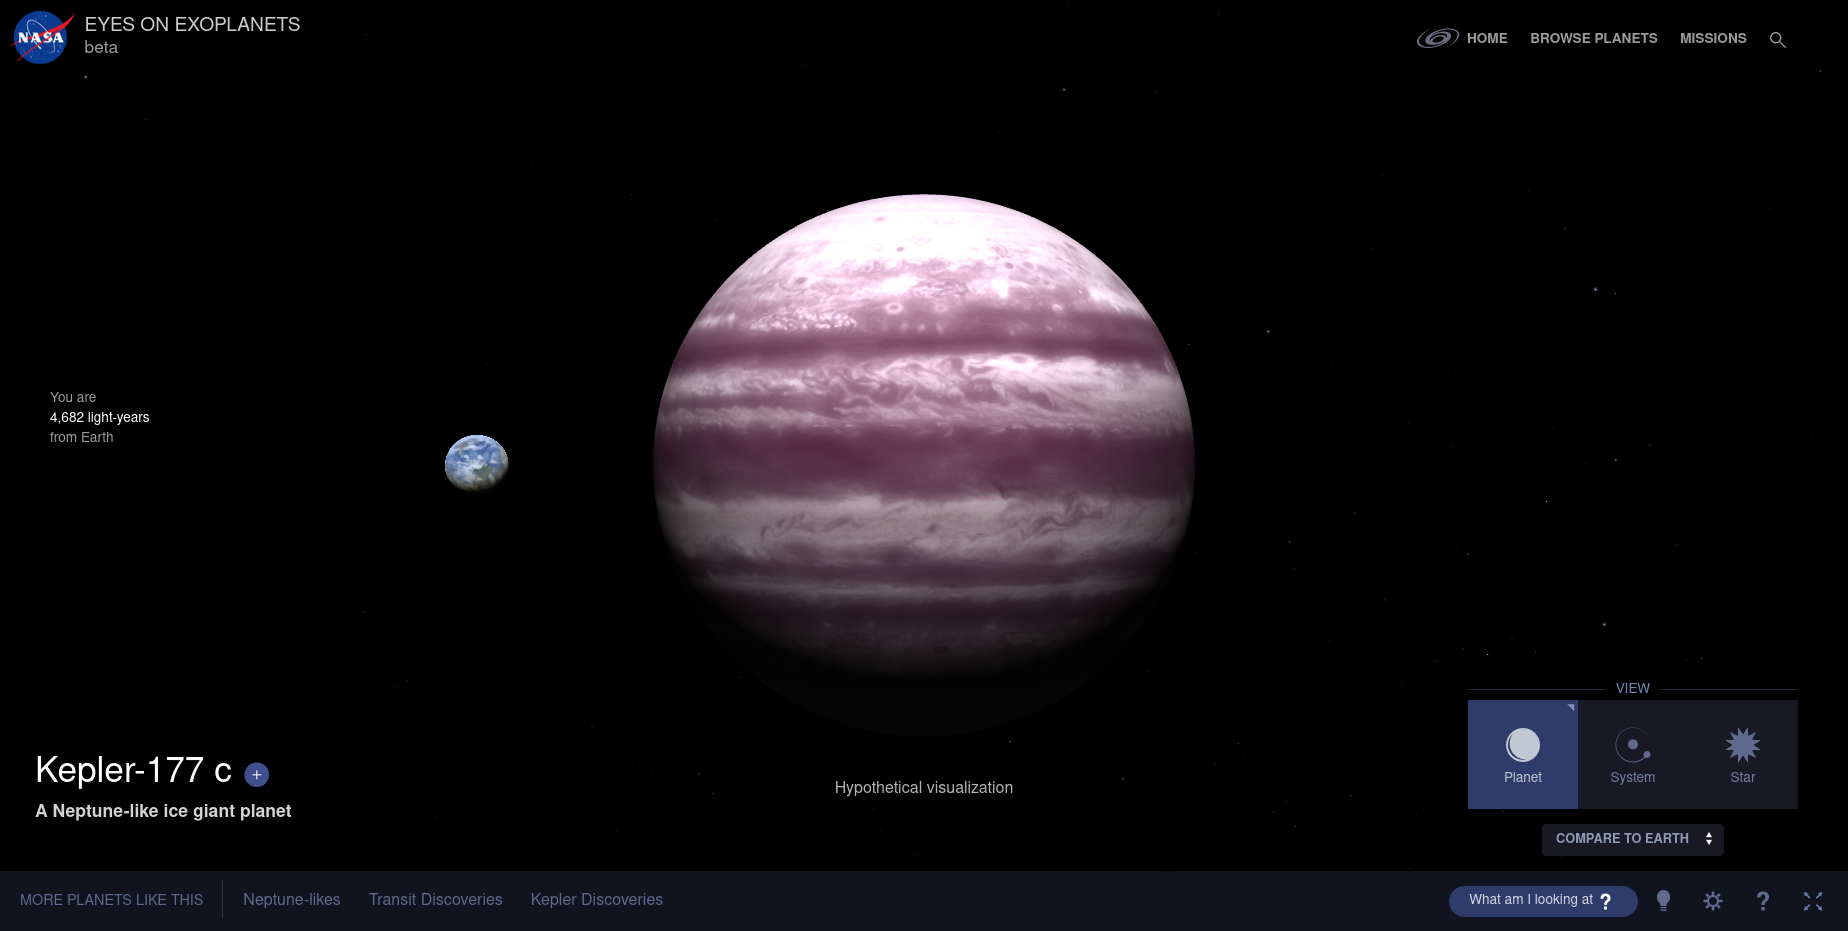 NASA
EYES ON EXOPLANETS
beta
HOME
BROWSE PLANETS
MISSIONS
You are
4,682 light-years
from Earth
Kepler-177 c +
A Neptune-like ice giant planet
Hypothetical visualization
VIEW
Planet
System
Star
COMPARE TO EARTH
MORE PLANETS LIKE THIS
Neptune-likes
Transit Discoveries
Kepler Discoveries
What am I looking at ?
?